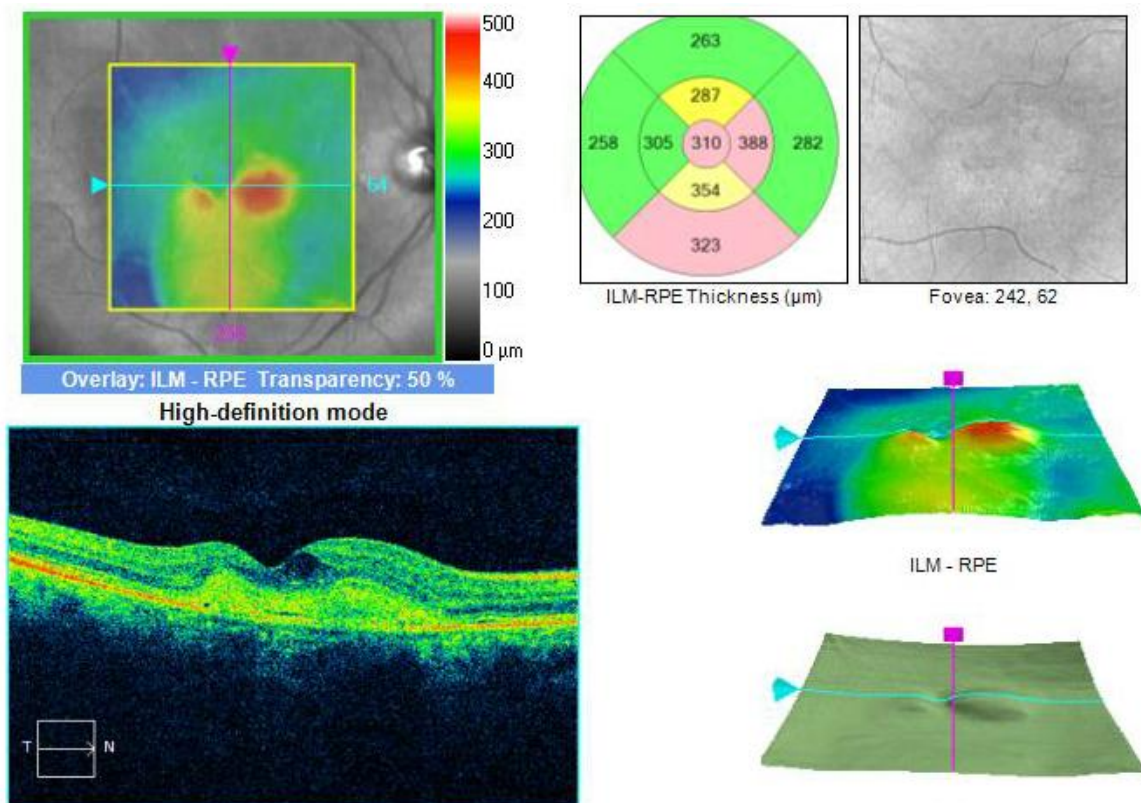 500
400
300
200
100
0 µm
64
Overlay: ILM - RPE Transparency: 50 %
263
287
258
305
310
388
282
354
323
ILM-RPE Thickness (µm)
Fovea: 242, 62
High-definition mode
T
N
ILM - RPE